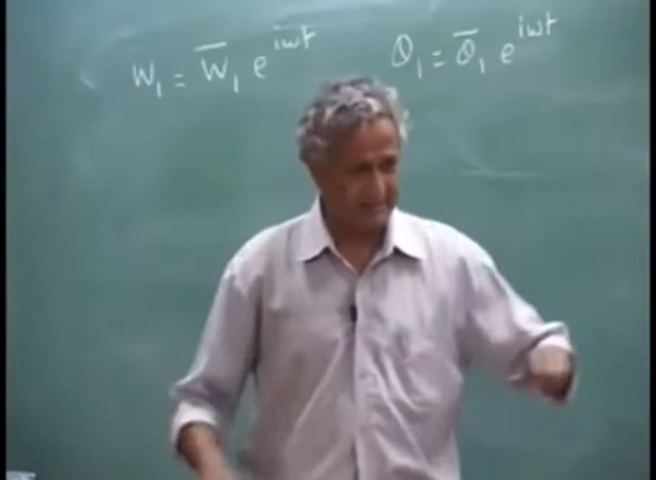 W₁ = W̅₁ e^{iωt}
θ₁ = θ̅₁ e^{iωt}